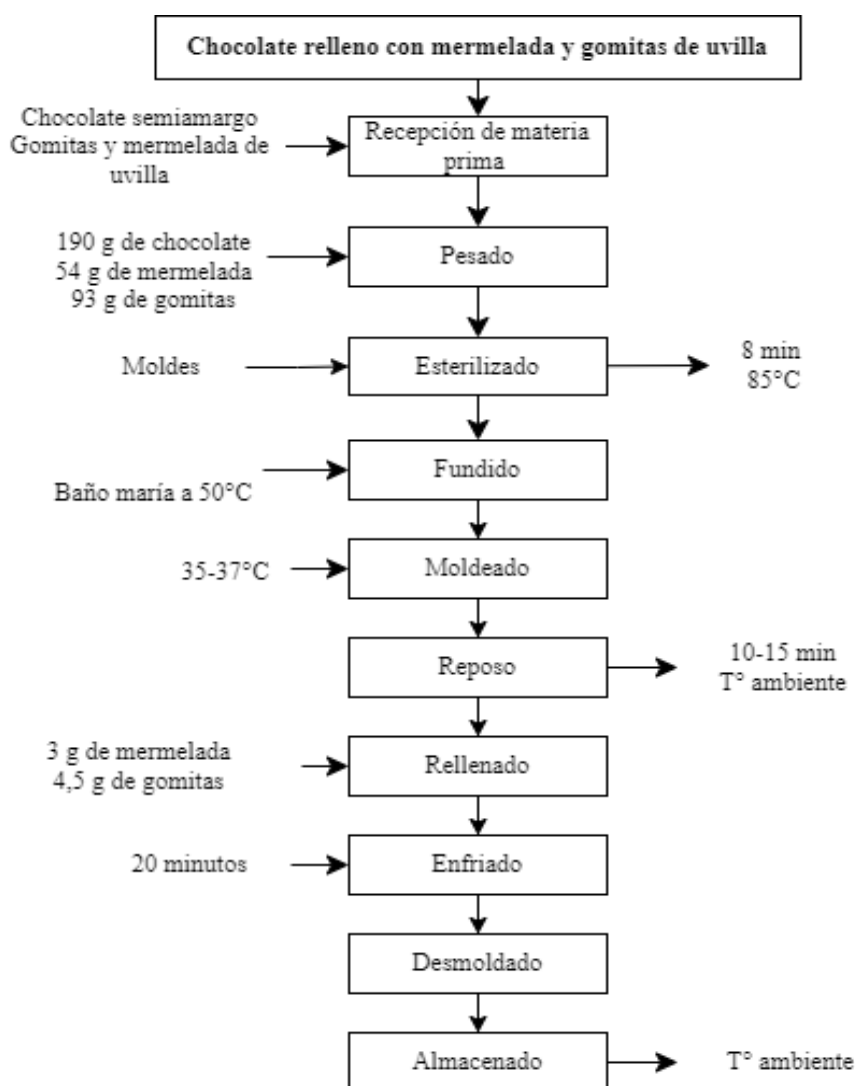 Chocolate relleno con mermelada y gomitas de uvilla
Chocolate semiamargo
Gomitas y mermelada de
uvilla
Recepción de materia
prima
190 g de chocolate
54 g de mermelada
93 g de gomitas
Pesado
Moldes
Esterilizado
8 min
85°C
Baño maría a 50°C
Fundido
35-37°C
Moldeado
Reposo
10-15 min
T° ambiente
3 g de mermelada
4,5 g de gomitas
Rellenado
20 minutos
Enfriado
Desmoldado
Almacenado
T° ambiente